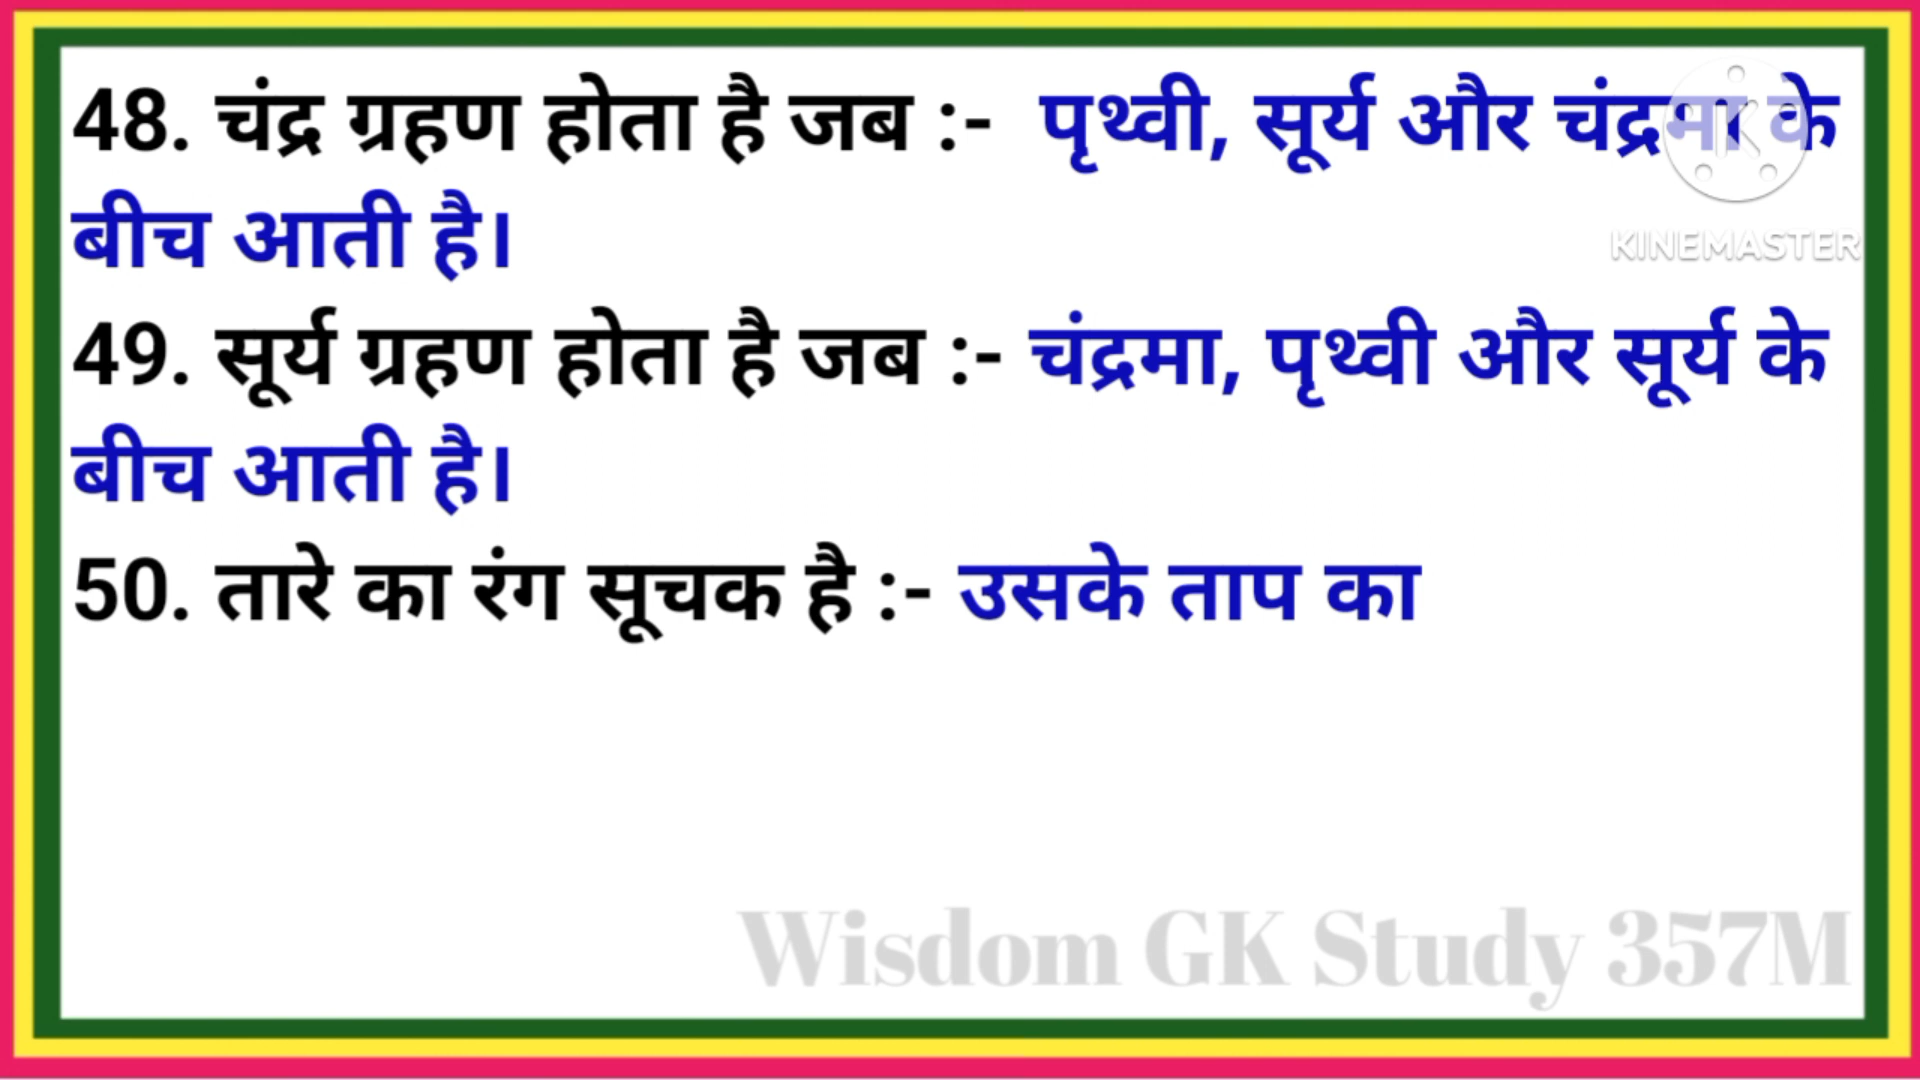 48. चंद्र ग्रहण होता है जब :- पृथ्वी, सूर्य और चंद्रमा के
बीच आती है।
KINEMASTER
49. सूर्य ग्रहण होता है जब :- चंद्रमा, पृथ्वी और सूर्य के
बीच आती है।
50. तारे का रंग सूचक है :- उसके ताप का
Wisdom GK Study 357M